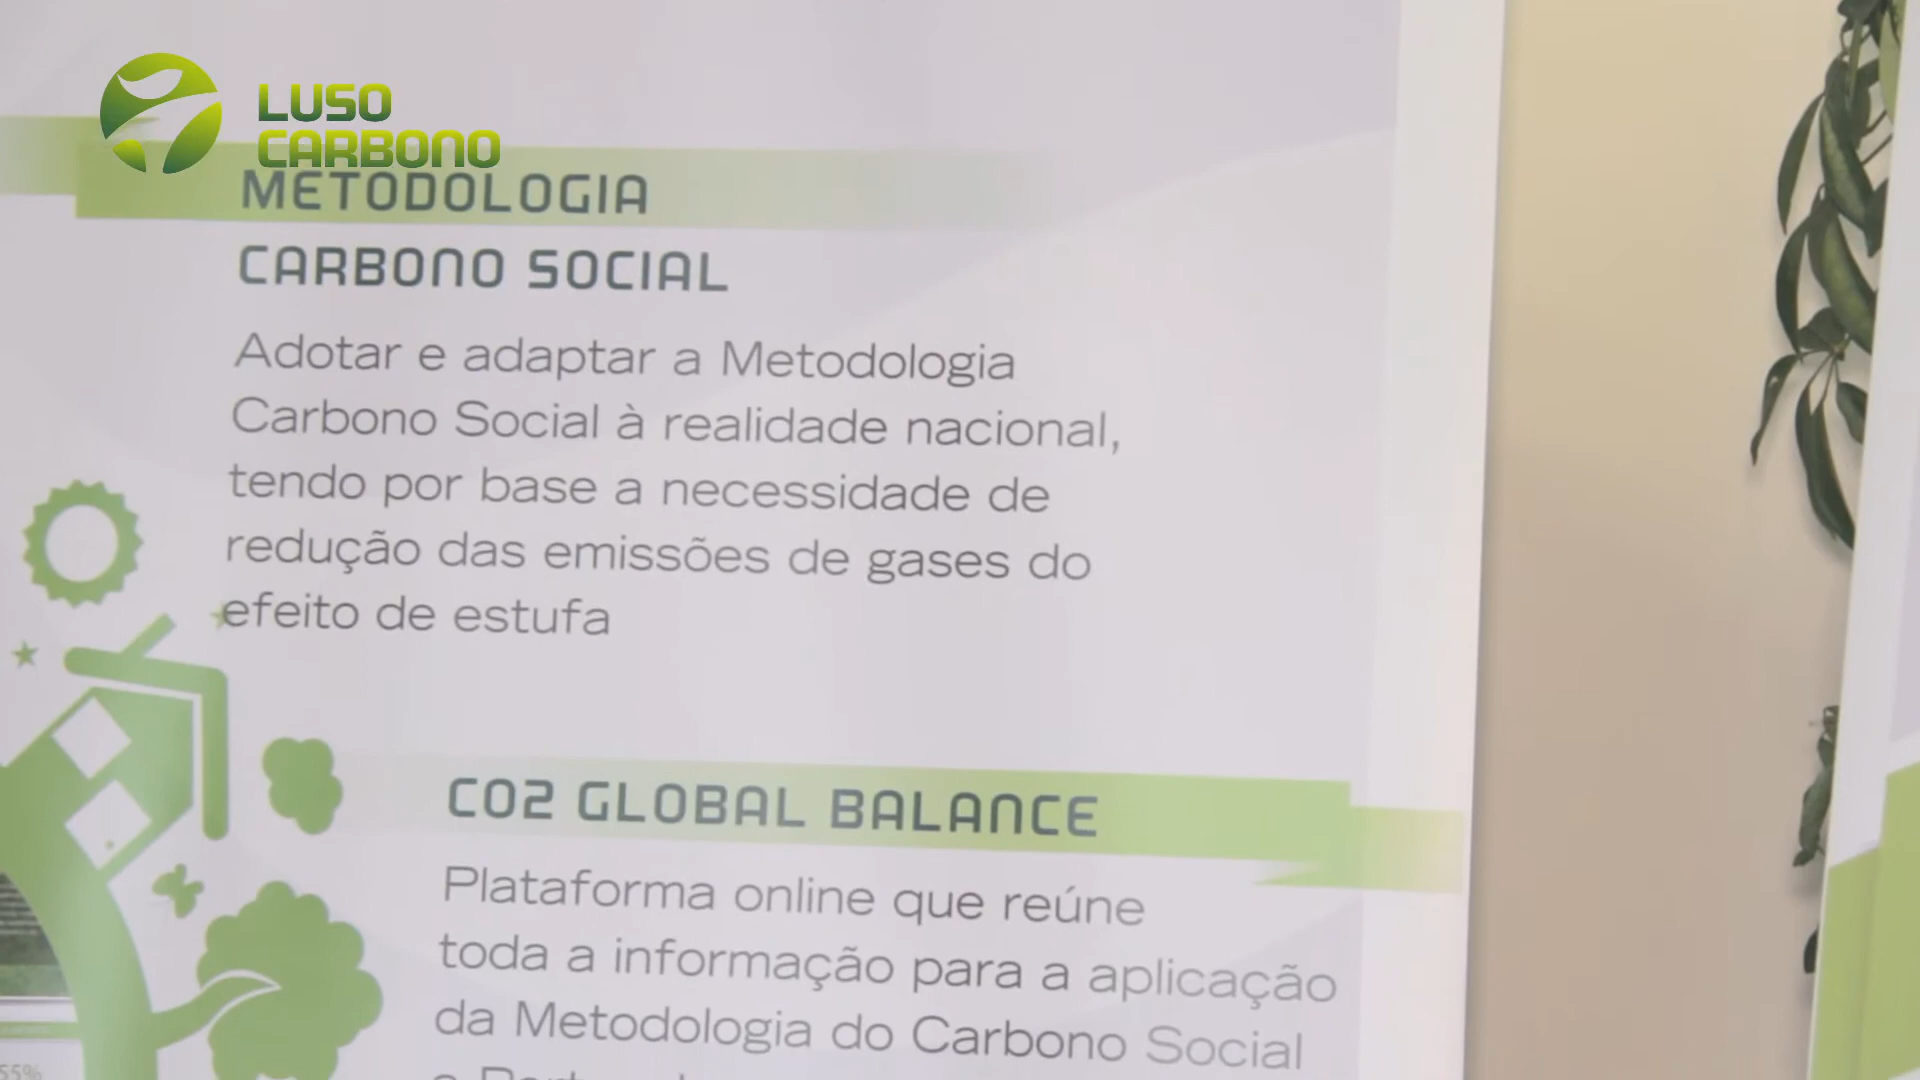 LUSO
CARBONO
METODOLOGIA
CARBONO SOCIAL
Adotar e adaptar a Metodologia
Carbono Social à realidade nacional,
tendo por base a necessidade de
redução das emissões de gases do
efeito de estufa
CO2 GLOBAL BALANCE
Plataforma online que reúne
toda a informação para a aplicação
da Metodologia do Carbono Social
55%